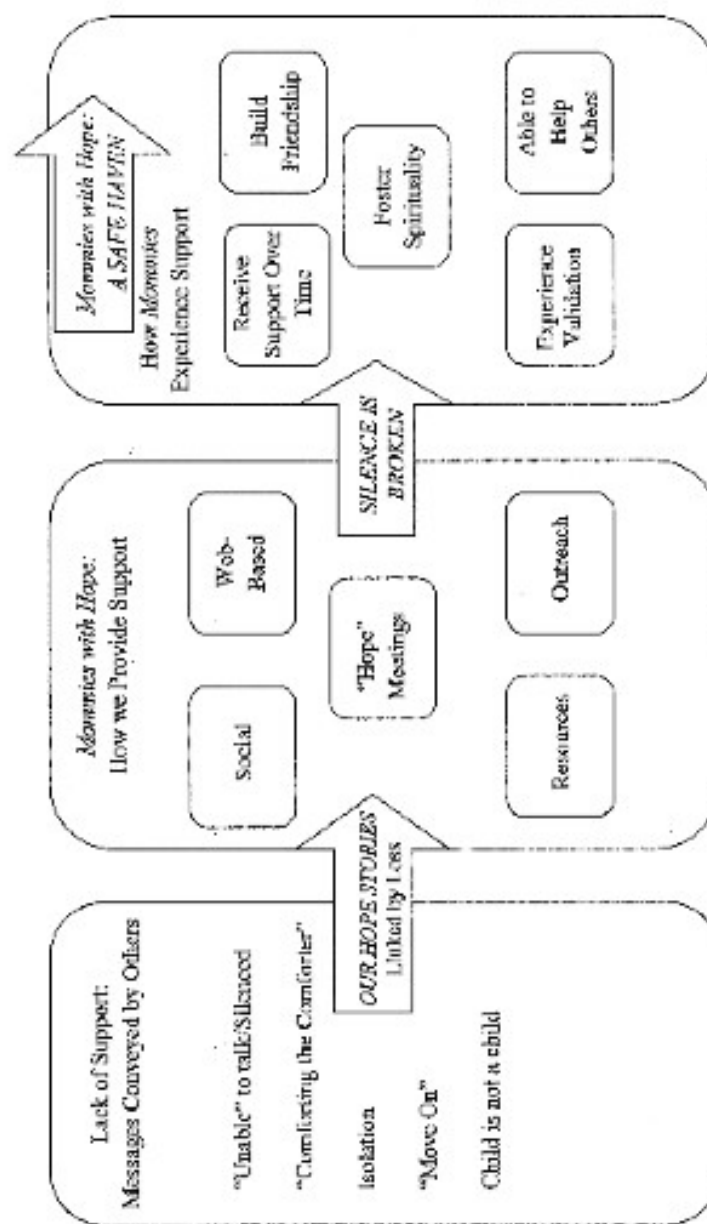 Lack of Support:
Messages Conveyed by Others
"Unable" to talk/Silenced
"Comforting the Comforter"
Isolation
"Move On"
Child is not a child
OUR HOPE STORIES
Linked by Loss
Mommies with Hope:
How we Provide Support
Social
Web-
Based
"Hope"
Meetings
Resources
Outreach
SILENCE IS
BROKEN
Mommies with Hope:
A SAFE HAVEN
How Mommies
Experience Support
Receive
Support Over
Time
Build
Friendship
Foster
Spirituality
Experience
Validation
Able to
Help
Others